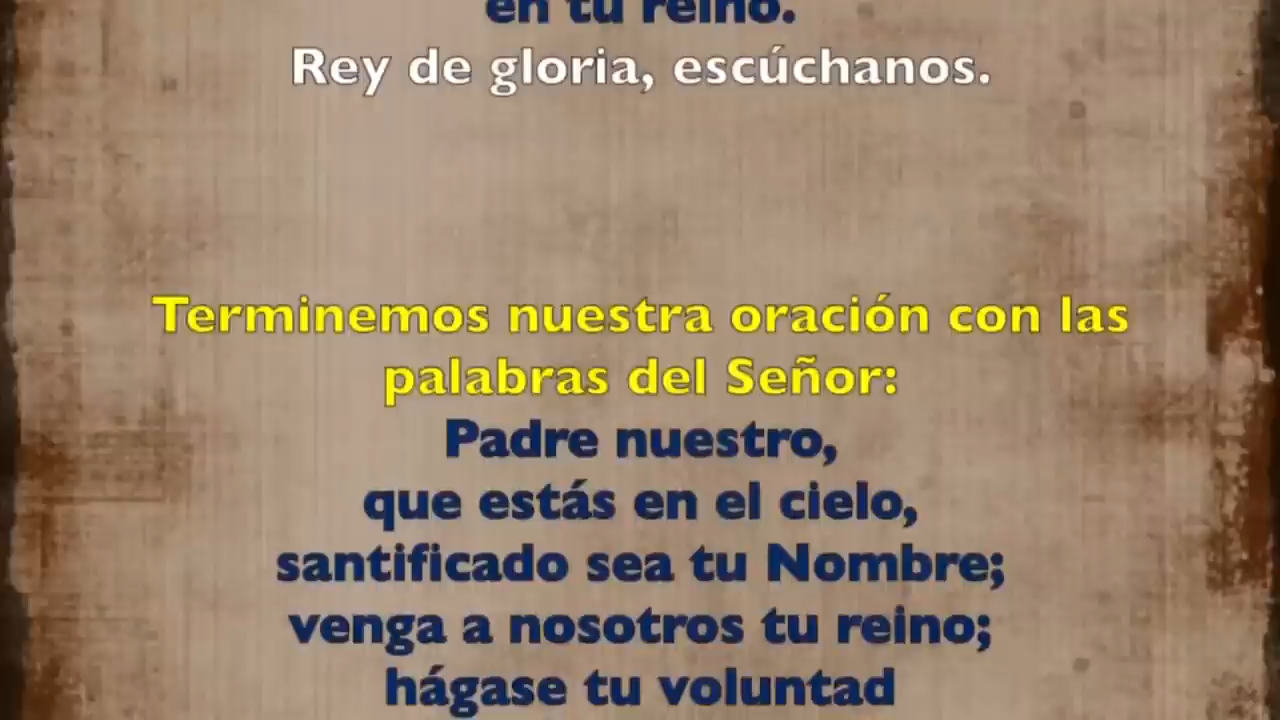 en tu reino.
Rey de gloria, escúchanos.
Terminemos nuestra oración con las
palabras del Señor:
Padre nuestro,
que estás en el cielo,
santificado sea tu Nombre;
venga a nosotros tu reino;
hágase tu voluntad